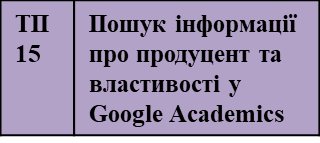 ТП
15
Пошук інформації
про продуцент та
властивості у
Google Academics